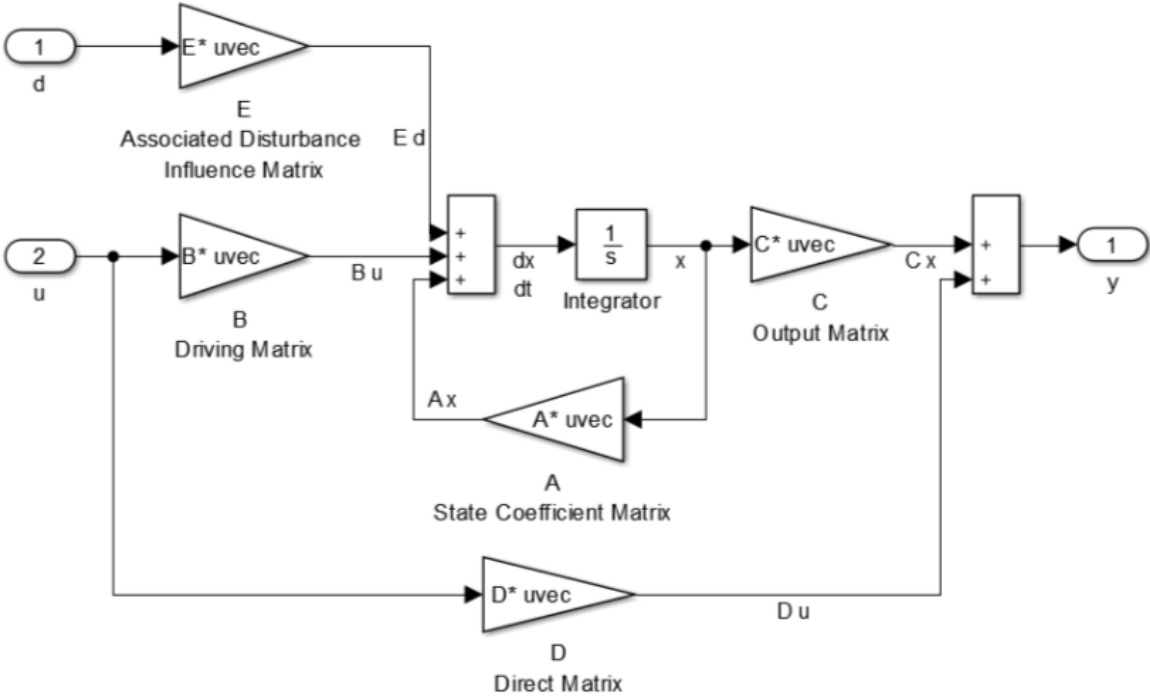 1
d
E* uvec
E
Associated Disturbance
Influence Matrix
E d
2
u
B* uvec
B
Driving Matrix
B u
+
+
+
dx
dt
1
s
Integrator
x
C* uvec
C
Output Matrix
C x
+
+
1
y
A x
A* uvec
A
State Coefficient Matrix
D* uvec
D
Direct Matrix
D u